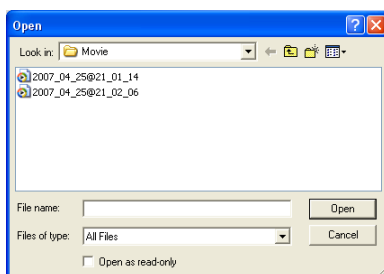 Open
Look in: Movie
2007_04_25@21_01_14
2007_04_25@21_02_06
File name: Open
Files of type: All Files Cancel
Open as read-only